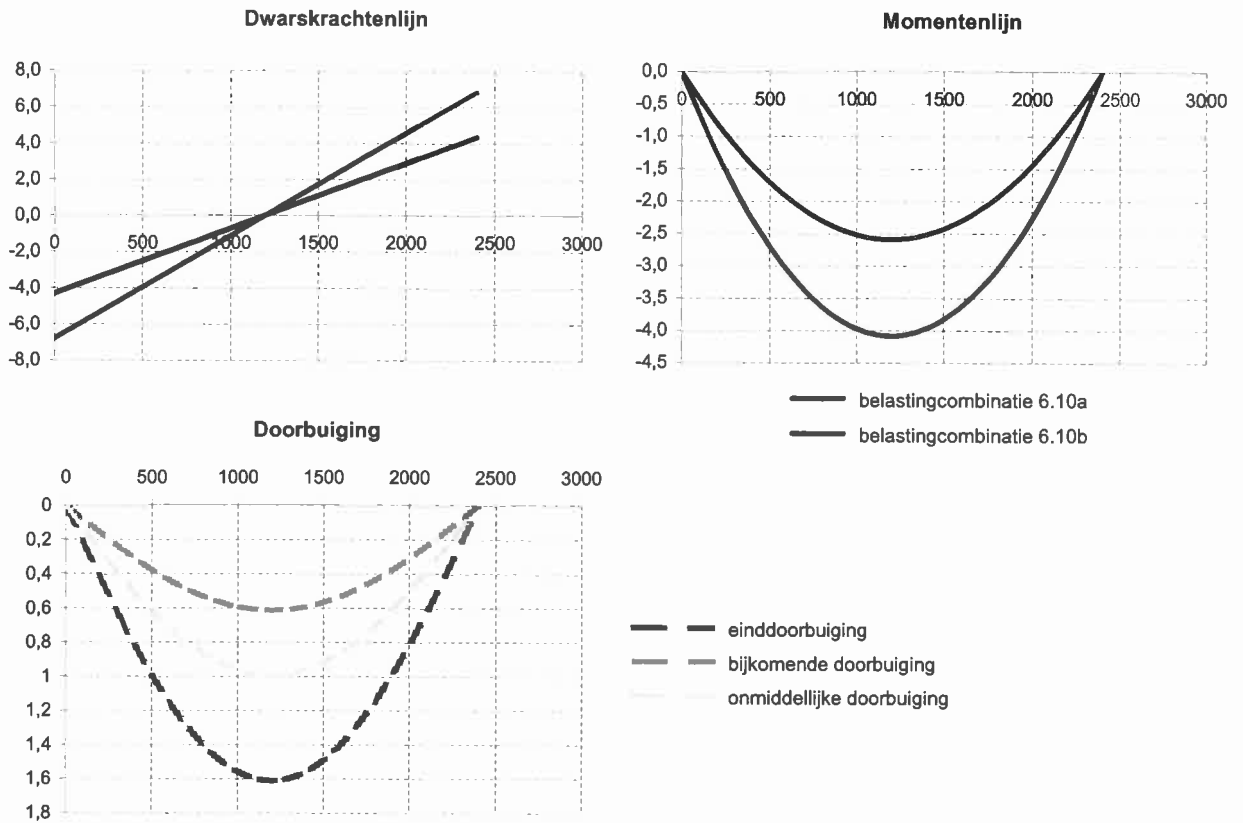 Dwarskrachtenlijn
8,0
6,0
4,0
2,0
0,0
-2,0
-4,0
-6,0
-8,0
0 500 1000 1500 2000 2500 3000
Momentenlijn
0,0
-0,5
-1,0
-1,5
-2,0
-2,5
-3,0
-3,5
-4,0
-4,5
0 500 1000 1500 2000 2500 3000
belastingcombinatie 6.10a
belastingcombinatie 6.10b
Doorbuiging
0 500 1000 1500 2000 2500 3000
0
0,2
0,4
0,6
0,8
1
1,2
1,4
1,6
1,8
einddoorbuiging
bijkomende doorbuiging
onmiddellijke doorbuiging